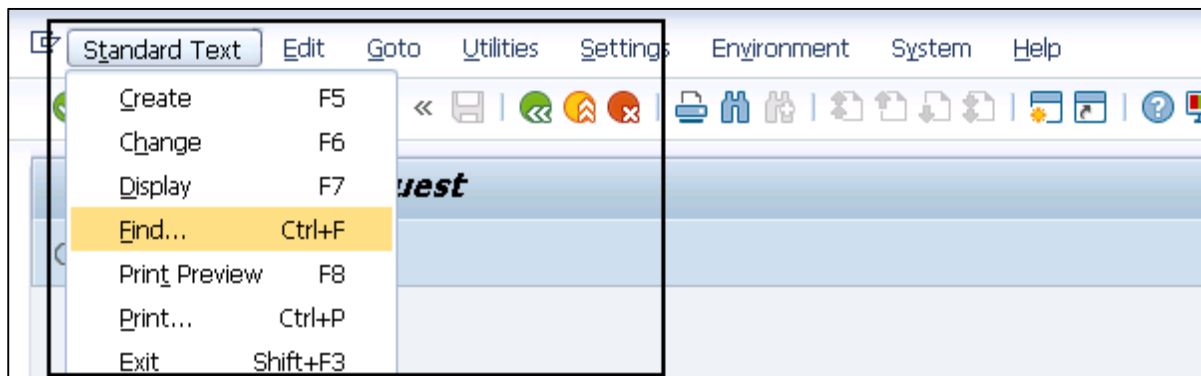 Standard Text Edit Goto Utilities Settings Environment System Help
Create F5
Change F6
Display F7
Find... Ctrl+F
Print Preview F8
Print... Ctrl+P
Exit Shift+F3